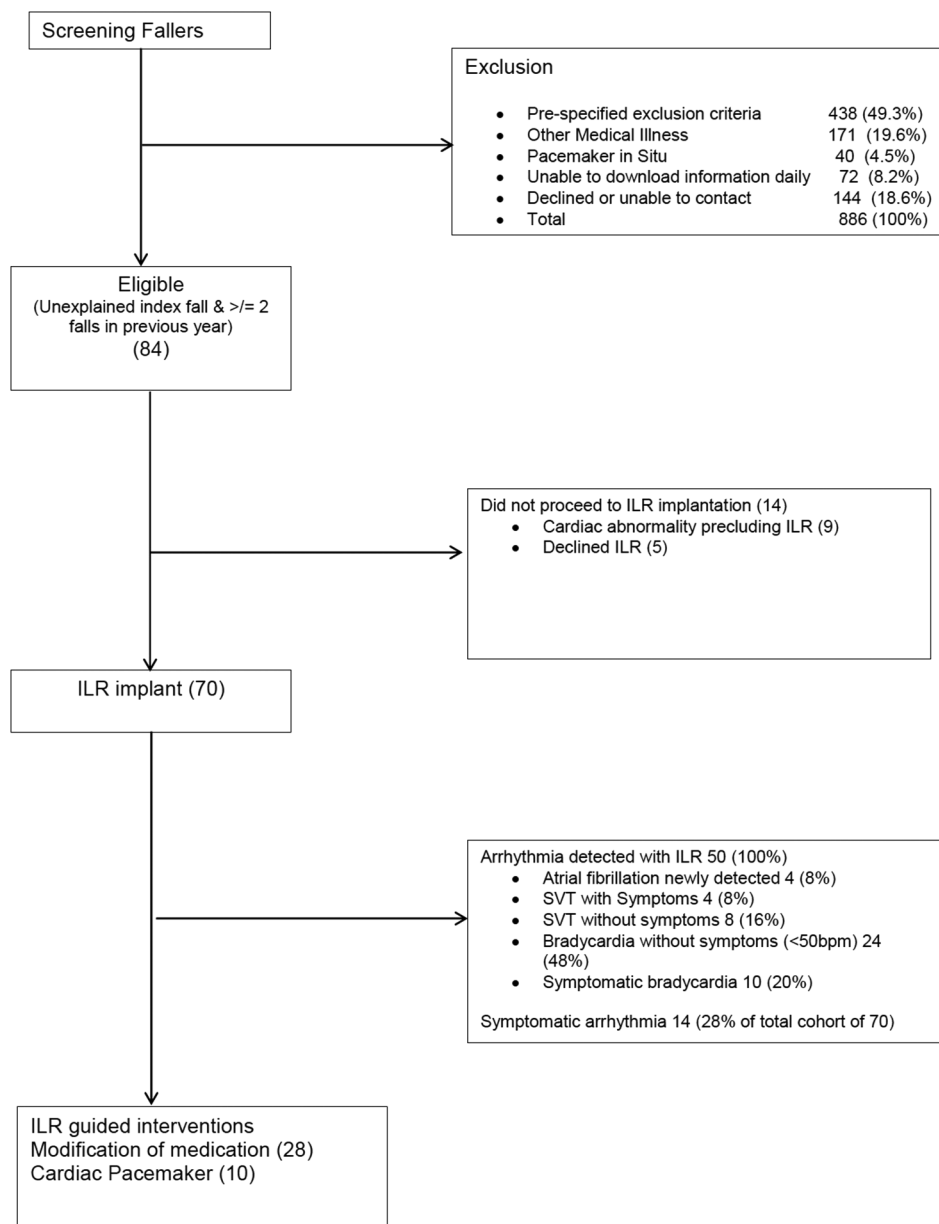 Screening Fallers
Exclusion
• Pre-specified exclusion criteria 438 (49.3%)
• Other Medical Illness 171 (19.6%)
• Pacemaker in Situ 40 (4.5%)
• Unable to download information daily 72 (8.2%)
• Declined or unable to contact 144 (18.6%)
• Total 886 (100%)
Eligible
(Unexplained index fall & >/= 2
falls in previous year)
(84)
Did not proceed to ILR implantation (14)
• Cardiac abnormality precluding ILR (9)
• Declined ILR (5)
ILR implant (70)
Arrhythmia detected with ILR 50 (100%)
• Atrial fibrillation newly detected 4 (8%)
• SVT with Symptoms 4 (8%)
• SVT without symptoms 8 (16%)
• Bradycardia without symptoms (<50bpm) 24
(48%)
• Symptomatic bradycardia 10 (20%)
Symptomatic arrhythmia 14 (28% of total cohort of 70)
ILR guided interventions
Modification of medication (28)
Cardiac Pacemaker (10)